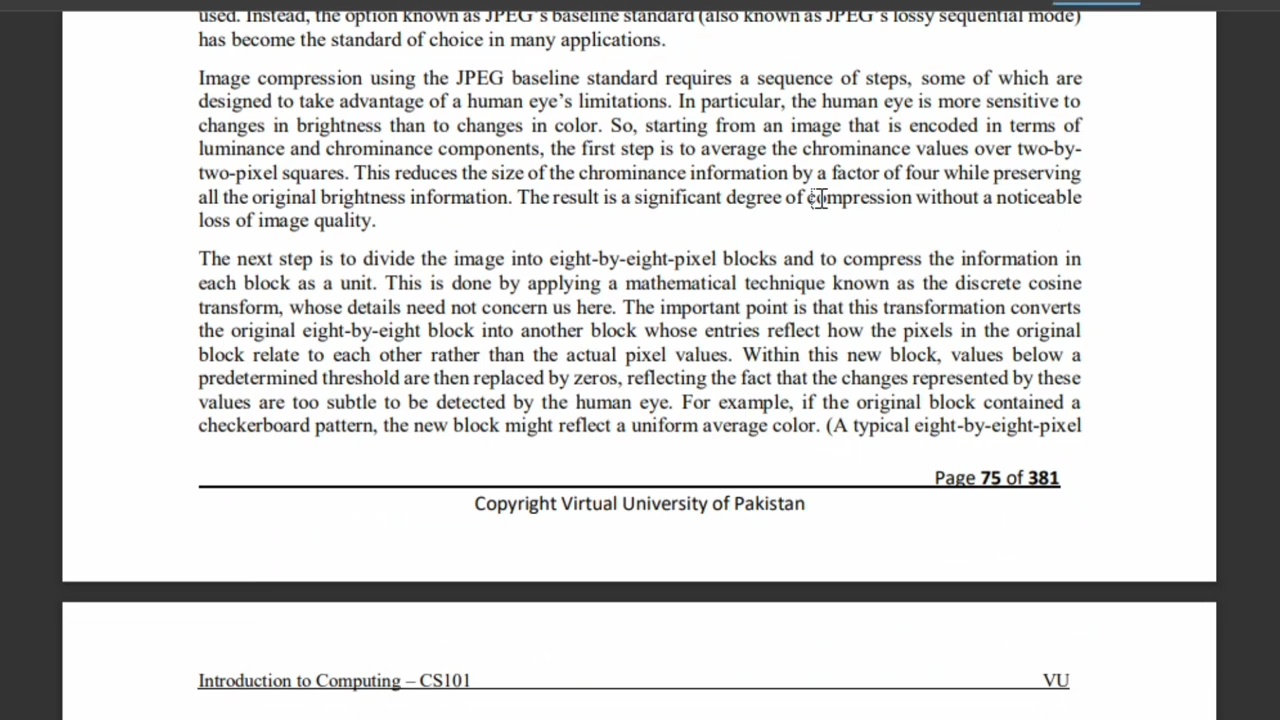 used. Instead, the option known as JPEG's baseline standard (also known as JPEG's lossy sequential mode)
has become the standard of choice in many applications.
Image compression using the JPEG baseline standard requires a sequence of steps, some of which are
designed to take advantage of a human eye's limitations. In particular, the human eye is more sensitive to
changes in brightness than to changes in color. So, starting from an image that is encoded in terms of
luminance and chrominance components, the first step is to average the chrominance values over two-by-
two-pixel squares. This reduces the size of the chrominance information by a factor of four while preserving
all the original brightness information. The result is a significant degree of compression without a noticeable
loss of image quality.
The next step is to divide the image into eight-by-eight-pixel blocks and to compress the information in
each block as a unit. This is done by applying a mathematical technique known as the discrete cosine
transform, whose details need not concern us here. The important point is that this transformation converts
the original eight-by-eight block into another block whose entries reflect how the pixels in the original
block relate to each other rather than the actual pixel values. Within this new block, values below a
predetermined threshold are then replaced by zeros, reflecting the fact that the changes represented by these
values are too subtle to be detected by the human eye. For example, if the original block contained a
checkerboard pattern, the new block might reflect a uniform average color. (A typical eight-by-eight-pixel
Page 75 of 381
Copyright Virtual University of Pakistan
Introduction to Computing – CS101 VU